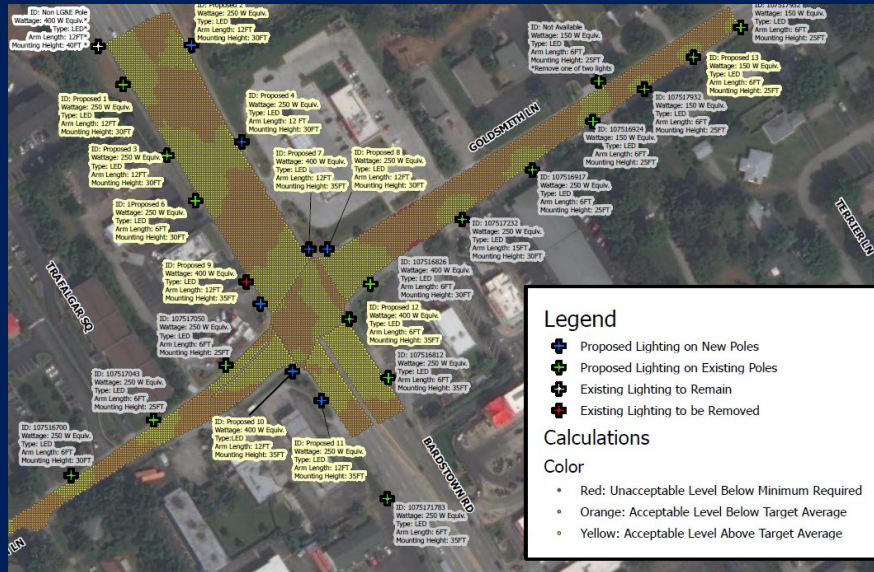 ID: Non LG&E Pole
Wattage: 400 W Equiv.*
Type: LED*
Arm Length: 12FT*
Mounting Height: 40FT *
ID: Proposed 2
Wattage: 250 W Equiv.
Type: LED
Arm Length: 12FT
Mounting Height: 30FT
ID: Not Available
Wattage: 150 W Equiv.
Type: LED
Arm Length: 6FT
Mounting Height: 25FT
*Remove one of two lights
ID: 107517932
Wattage: 150 W Equiv.
Type: LED
Arm Length: 6FT
Mounting Height: 25FT
ID: Proposed 13
Wattage: 150 W Equiv.
Type: LED
Arm Length: 6FT
Mounting Height: 25FT
ID: Proposed 1
Wattage: 250 W Equiv.
Type: LED
Arm Length: 12FT
Mounting Height: 30FT
ID: Proposed 4
Wattage: 250 W Equiv.
Type: LED
Arm Length: 12 FT
Mounting Height: 30FT
GOLDSMITH LN
ID: 107517932
Wattage: 150 W Equiv.
Type: LED
Arm Length: 6FT
Mounting Height: 25FT
ID: 107516924
Wattage: 150 W Equiv.
Type: LED
Arm Length: 6FT
Mounting Height: 25FT
ID: Proposed 3
Wattage: 250 W Equiv.
Type: LED
Arm Length: 12FT
Mounting Height: 30FT
ID: Proposed 7
Wattage: 400 W Equiv.
Type: LED
Arm Length: 12FT
Mounting Height: 35FT
ID: Proposed 8
Wattage: 250 W Equiv.
Type: LED
Arm Length: 12FT
Mounting Height: 30FT
ID: 107516917
Wattage: 250 W Equiv.
Type: LED
Arm Length: 6FT
Mounting Height: 25FT
ID: 1Proposed 6
Wattage: 250 W Equiv.
Type: LED
Arm Length: 6FT
Mounting Height: 30FT
ID: 107517232
Wattage: 250 W Equiv.
Type: LED
Arm Length: 15FT
Mounting Height: 30FT
TERRIER LN
TRAFALGAR SQ
ID: Proposed 9
Wattage: 400 W Equiv.
Type: LED
Arm Length: 12FT
Mounting Height: 35FT
ID: 107516826
Wattage: 400 W Equiv.
Type: LED
Arm Length: 6FT
Mounting Height: 30FT
ID: Proposed 12
Wattage: 400 W Equiv.
Type: LED
Arm Length: 6FT
Mounting Height: 35FT
ID: 107517050
Wattage: 250 W Equiv.
Type: LED
Arm Length: 6FT
Mounting Height: 25FT
ID: 107516812
Wattage: 250 W Equiv.
Type: LED
Arm Length: 6FT
Mounting Height: 35FT
ID: 107517043
Wattage: 250 W Equiv.
Type: LED
Arm Length: 6FT
Mounting Height: 25FT
ID: 107516700
Wattage: 250 W Equiv.
Type: LED
Arm Length: 6FT
Mounting Height: 30FT
ID: Proposed 10
Wattage: 400 W Equiv.
Type:LED
Arm Length: 12FT
Mounting Height: 35FT
ID: Proposed 11
Wattage: 250 W Equiv.
Type: LED
Arm Length: 12FT
Mounting Height: 35FT
BARDSTOWN RD
ID: 1075171783
Wattage: 250 W Equiv.
Type: LED
Arm Length: 6FT
Mounting Height: 35FT
LN
Legend
Proposed Lighting on New Poles
Proposed Lighting on Existing Poles
Existing Lighting to Remain
Existing Lighting to be Removed
Calculations
Color
• Red: Unacceptable Level Below Minimum Required
• Orange: Acceptable Level Below Target Average
• Yellow: Acceptable Level Above Target Average